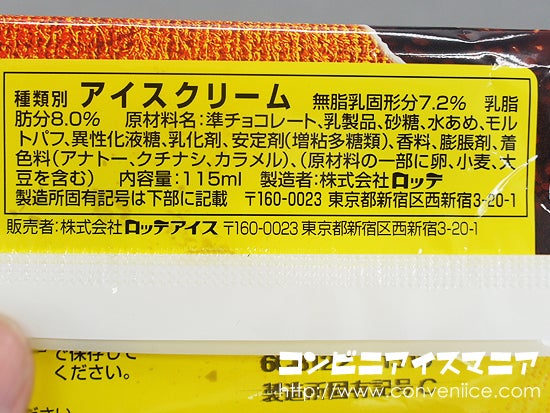 種類別 アイスクリーム 無脂乳固形分7.2% 乳脂
肪分8.0% 原材料名:準チョコレート、乳製品、砂糖、水あめ、モル
トパフ、異性化液糖、乳化剤、安定剤(増粘多糖類)、香料、膨脹剤、着
色料(アナトー、クチナシ、カラメル)、(原材料の一部に卵、小麦、大
豆を含む) 内容量:115ml 製造者:株式会社ロッテ
製造所固有記号は下部に記載 〒160-0023 東京都新宿区西新宿3-20-1
販売者:株式会社ロッテアイス 〒160-0023 東京都新宿区西新宿3-20-1
で保存して
ください。
コンビニアイスマニア
製造所固有記号 C
http://www.conveniice.com/